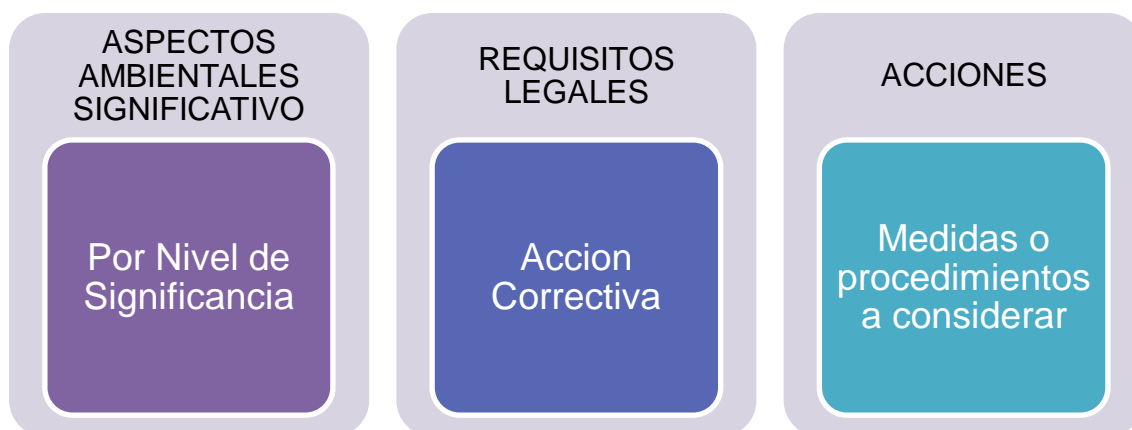 ASPECTOS
AMBIENTALES
SIGNIFICATIVO
Por Nivel de
Significancia
REQUISITOS
LEGALES
Accion
Correctiva
ACCIONES
Medidas o
procedimientos
a considerar